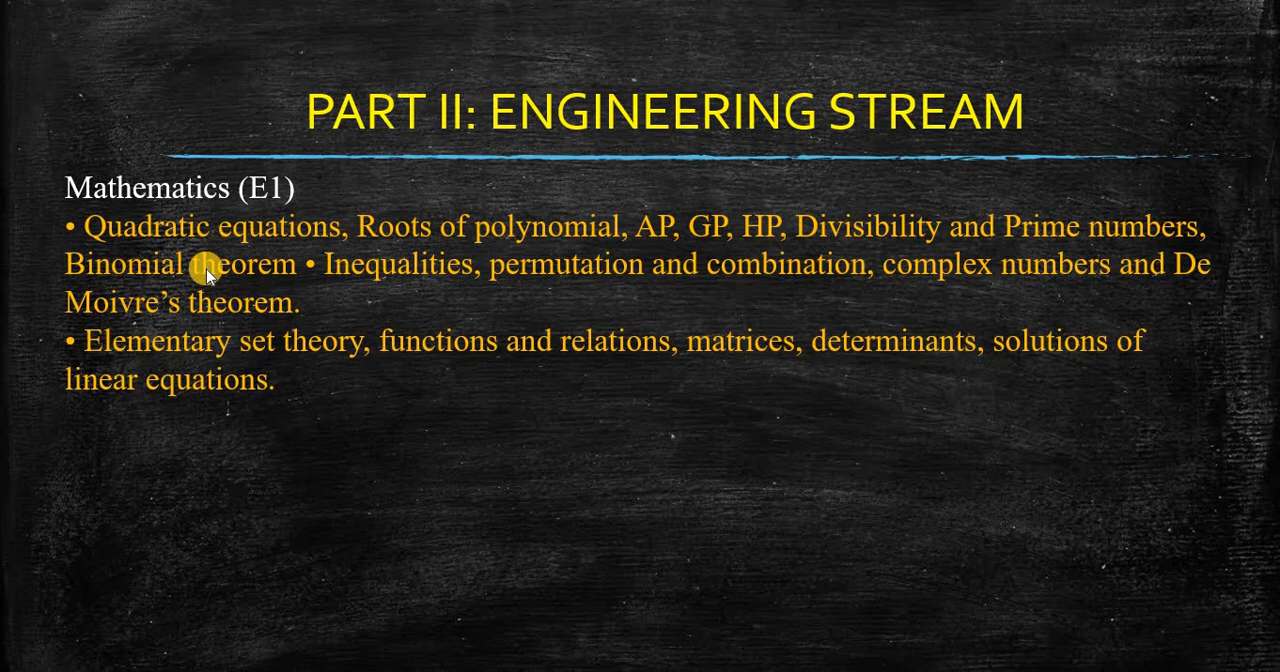 PART II: ENGINEERING STREAM
Mathematics (E1)
• Quadratic equations, Roots of polynomial, AP, GP, HP, Divisibility and Prime numbers,
Binomial theorem • Inequalities, permutation and combination, complex numbers and De
Moivre’s theorem.
• Elementary set theory, functions and relations, matrices, determinants, solutions of
linear equations.